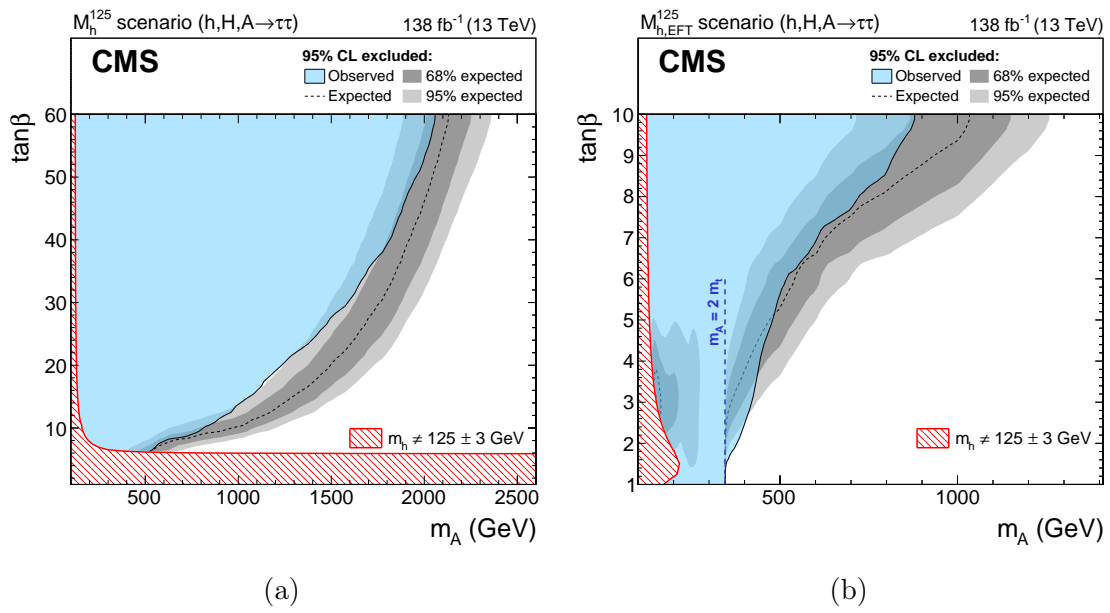 M_h^125 scenario (h,H,A→ττ) 138 fb⁻¹ (13 TeV)
CMS
95% CL excluded:
Observed 68% expected
Expected 95% expected
tanβ
60
50
40
30
20
10
m_h ≠ 125 ± 3 GeV
500 1000 1500 2000 2500
m_A (GeV)
(a)
M_h,EFT^125 scenario (h,H,A→ττ) 138 fb⁻¹ (13 TeV)
CMS
95% CL excluded:
Observed 68% expected
Expected 95% expected
tanβ
10
9
8
7
6
5
4
3
2
1
m_A = 2 m_t
m_h ≠ 125 ± 3 GeV
500 1000
m_A (GeV)
(b)